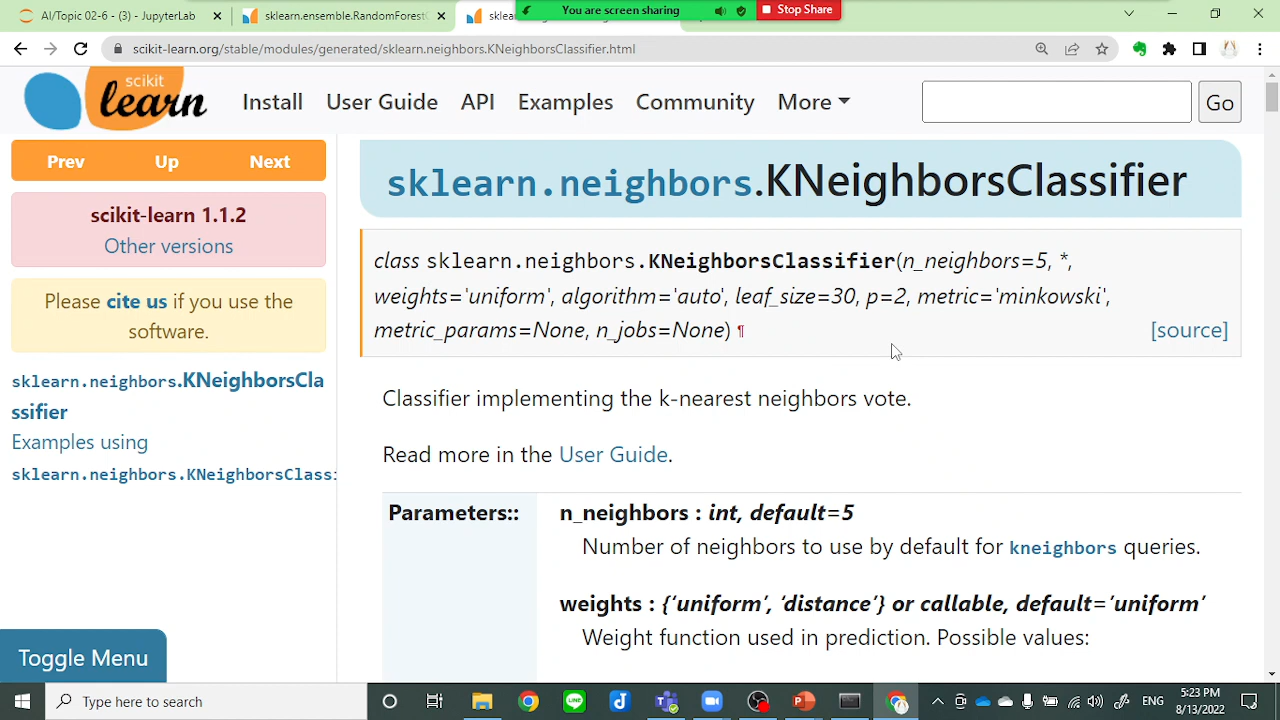 AI/Topic 02.3 - (3) - JupyterLab
sklearn.ensemble.RandomForestC
sklea
You are screen sharing
Stop Share
scikit-learn.org/stable/modules/generated/sklearn.neighbors.KNeighborsClassifier.html
scikit
learn
Install User Guide API Examples Community More
Go
Prev Up Next
scikit-learn 1.1.2
Other versions
Please cite us if you use the
software.
sklearn.neighbors.KNeighborsCla
ssifier
Examples using
sklearn.neighbors.KNeighborsClassi
Toggle Menu
sklearn.neighbors.KNeighborsClassifier
class sklearn.neighbors.KNeighborsClassifier(n_neighbors=5, *,
weights='uniform', algorithm='auto', leaf_size=30, p=2, metric='minkowski',
metric_params=None, n_jobs=None) ¶
[source]
Classifier implementing the k-nearest neighbors vote.
Read more in the User Guide.
Parameters::
n_neighbors : int, default=5
Number of neighbors to use by default for kneighbors queries.
weights : {‘uniform’, ‘distance’} or callable, default=’uniform’
Weight function used in prediction. Possible values:
Type here to search
ENG
5:23 PM
8/13/2022